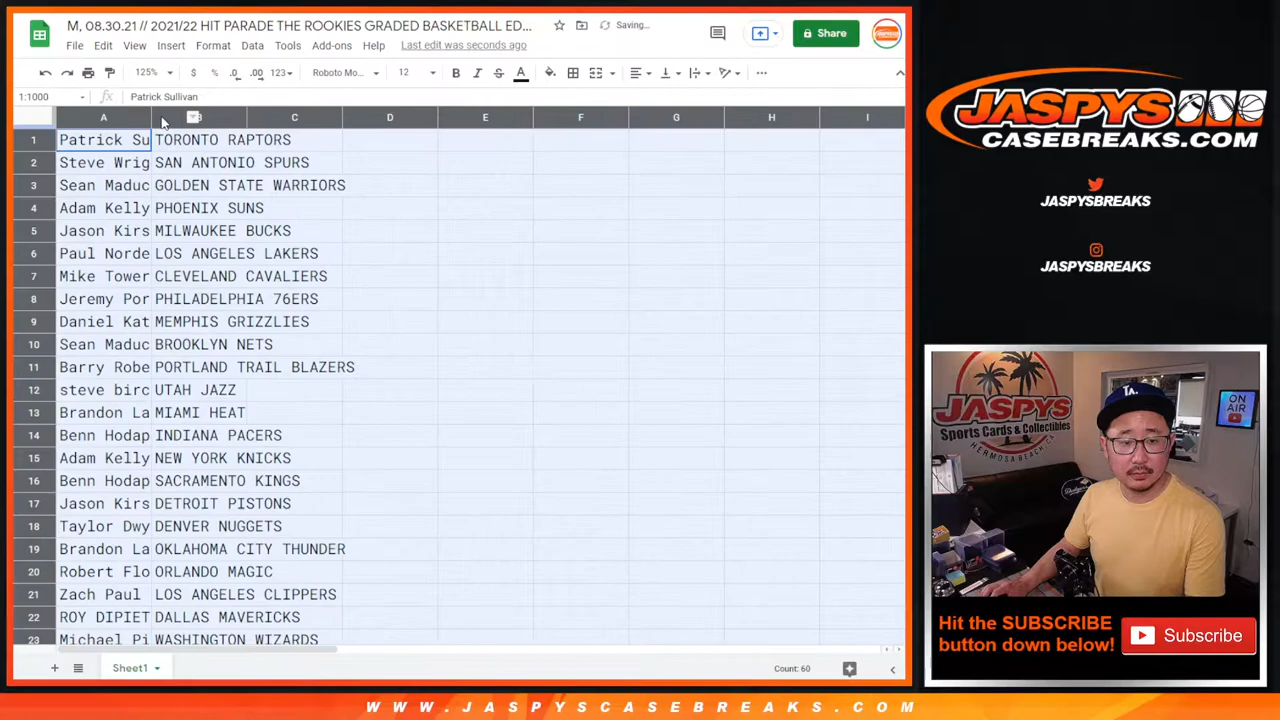 M, 08.30.21 // 2021/22 HIT PARADE THE ROOKIES GRADED BASKETBALL ED...
Saving...
Share
File Edit View Insert Format Data Tools Add-ons Help Last edit was seconds ago
125% $ % .0 .00 123 Roboto Mo... 12 B I S A
1:1000 fx Patrick Sullivan
A B C D E F G H I
1 Patrick Su TORONTO RAPTORS
2 Steve Wrig SAN ANTONIO SPURS
3 Sean Maduc GOLDEN STATE WARRIORS
4 Adam Kelly PHOENIX SUNS
5 Jason Kirs MILWAUKEE BUCKS
6 Paul Norde LOS ANGELES LAKERS
7 Mike Tower CLEVELAND CAVALIERS
8 Jeremy Por PHILADELPHIA 76ERS
9 Daniel Kat MEMPHIS GRIZZLIES
10 Sean Maduc BROOKLYN NETS
11 Barry Robe PORTLAND TRAIL BLAZERS
12 steve birc UTAH JAZZ
13 Brandon La MIAMI HEAT
14 Benn Hodap INDIANA PACERS
15 Adam Kelly NEW YORK KNICKS
16 Benn Hodap SACRAMENTO KINGS
17 Jason Kirs DETROIT PISTONS
18 Taylor Dwy DENVER NUGGETS
19 Brandon La OKLAHOMA CITY THUNDER
20 Robert Flo ORLANDO MAGIC
21 Zach Paul LOS ANGELES CLIPPERS
22 ROY DIPIET DALLAS MAVERICKS
23 Michael Pi WASHINGTON WIZARDS
Sheet1
Count: 60
JASPYS
CASEBREAKS.COM
JASPYSBREAKS
JASPYSBREAKS
JASPYS
Sports Cards & Collectibles
HERMOSA BEACH, CA
LA
ON AIR
Dodgers
Hit the SUBSCRIBE
button down below!
Subscribe
WWW.JASPYSCASEBREAKS.COM